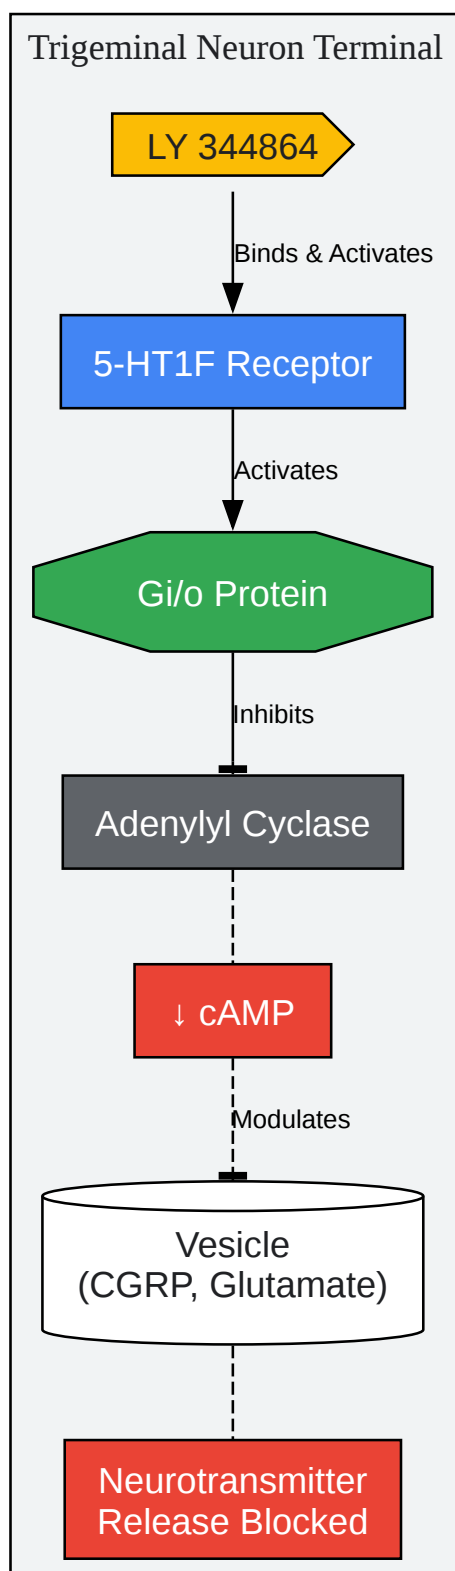 Trigeminal Neuron Terminal
LY 344864
Binds & Activates
5-HT1F Receptor
Activates
Gi/o Protein
Inhibits
Adenylyl Cyclase
↓ cAMP
Modulates
Vesicle
(CGRP, Glutamate)
Neurotransmitter
Release Blocked